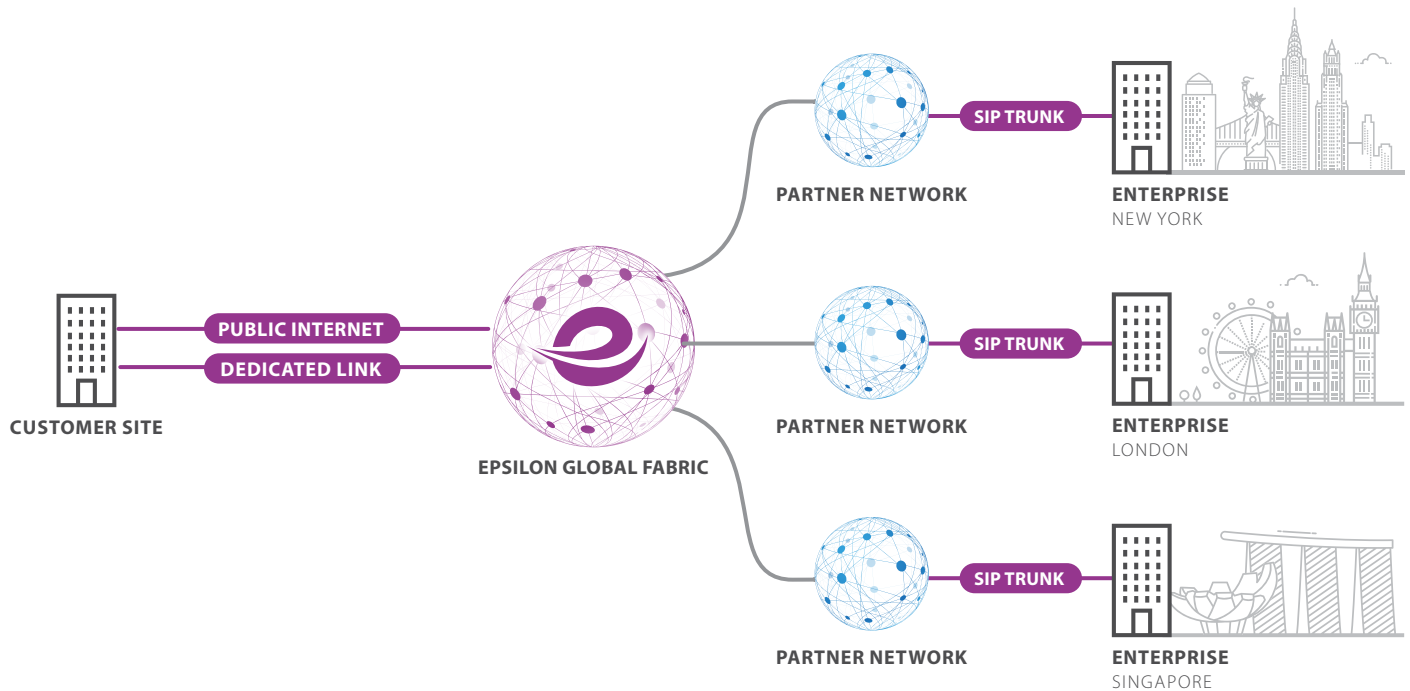 SIP TRUNK
PARTNER NETWORK
ENTERPRISE
NEW YORK
PUBLIC INTERNET
DEDICATED LINK
CUSTOMER SITE
EPSILON GLOBAL FABRIC
SIP TRUNK
PARTNER NETWORK
ENTERPRISE
LONDON
SIP TRUNK
PARTNER NETWORK
ENTERPRISE
SINGAPORE